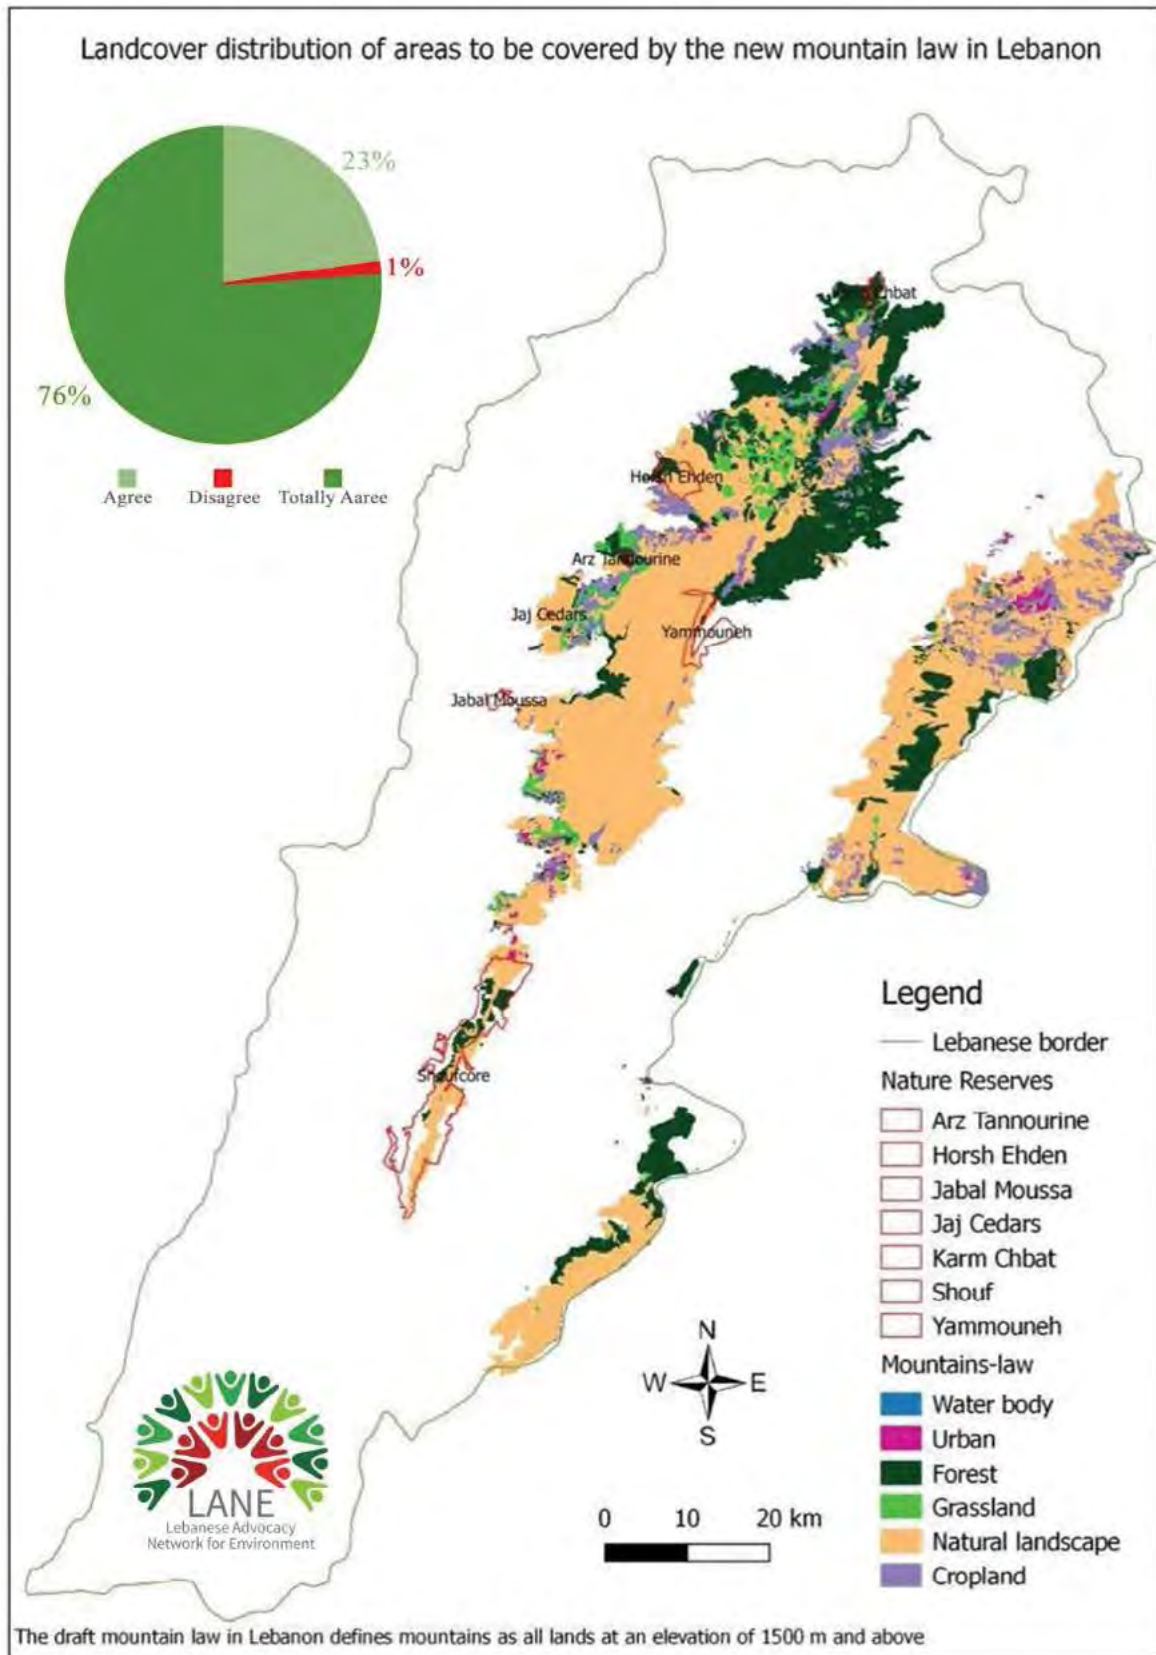 Landcover distribution of areas to be covered by the new mountain law in Lebanon
23%
1%
76%
Agree
Disagree
Totally Aaree
Chbat
Horsh Ehden
Arz Tannourine
Jaj Cedars
Yammouneh
Jabal Moussa
Shoufcore
Legend
Lebanese border
Nature Reserves
Arz Tannourine
Horsh Ehden
Jabal Moussa
Jaj Cedars
Karm Chbat
Shouf
Yammouneh
Mountains-law
Water body
Urban
Forest
Grassland
Natural landscape
Cropland
N
W E
S
0 10 20 km
LANE
Lebanese Advocacy
Network for Environment
The draft mountain law in Lebanon defines mountains as all lands at an elevation of 1500 m and above